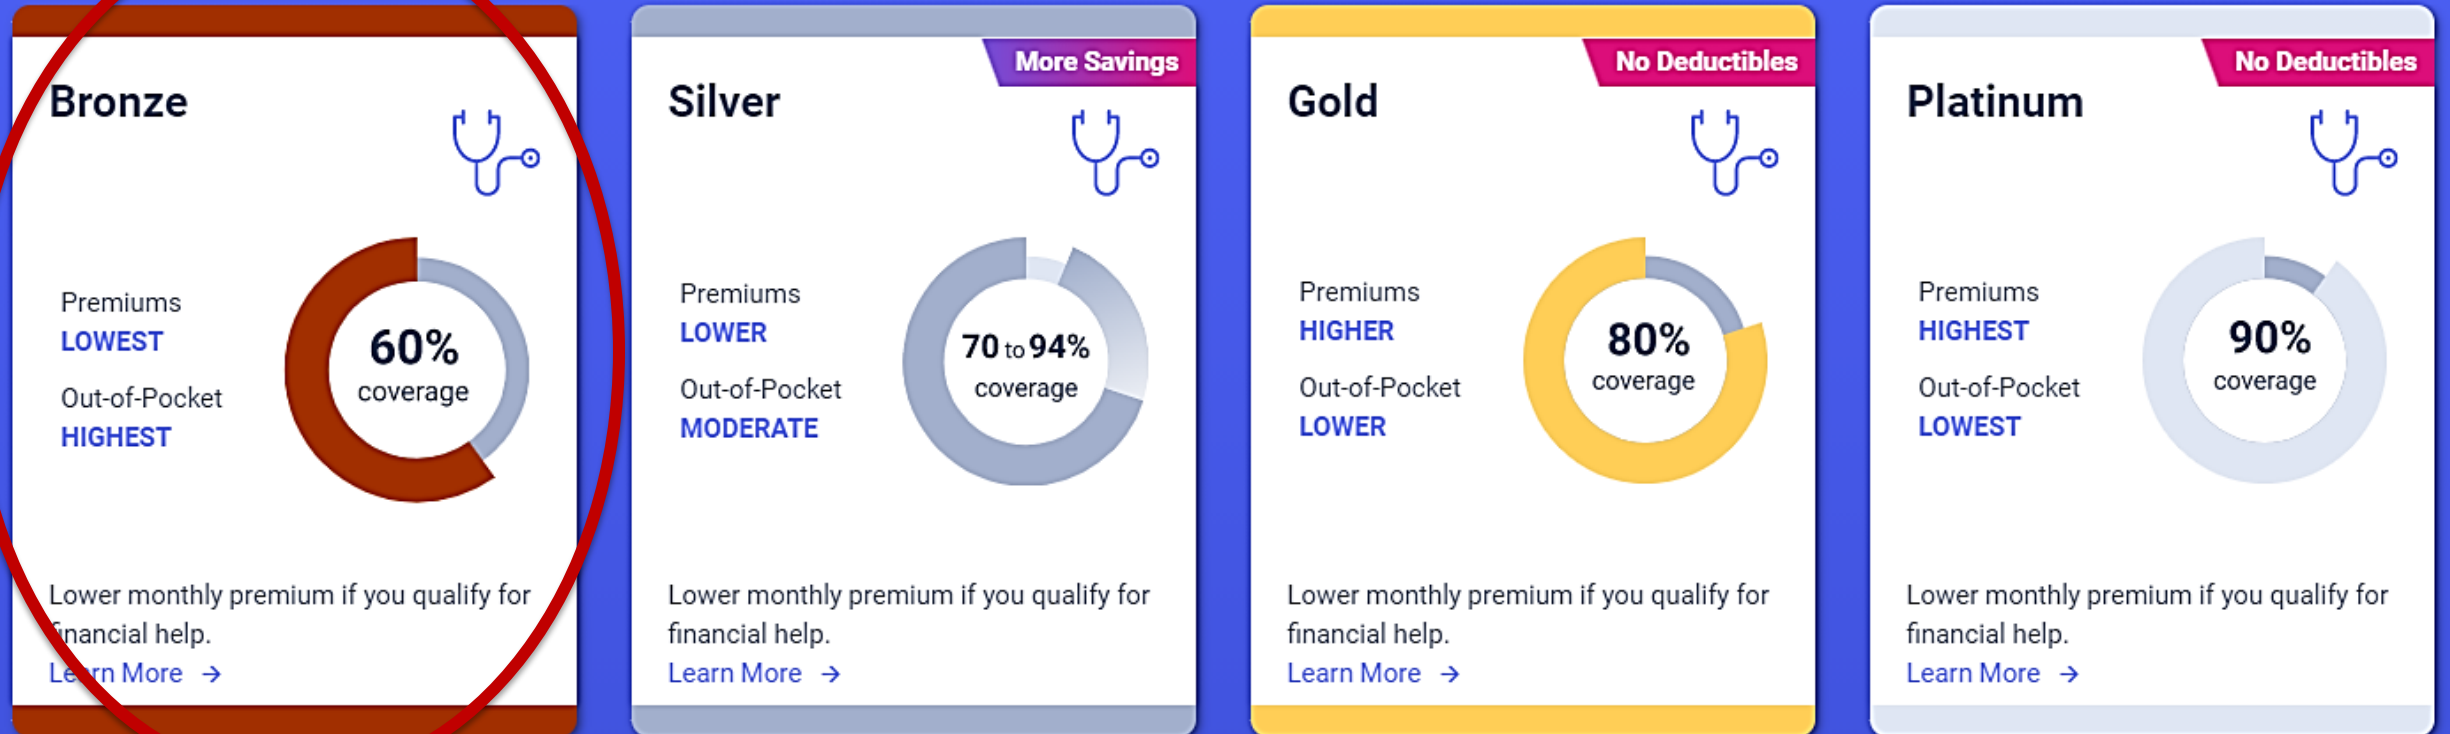 Bronze
Premiums
LOWEST
Out-of-Pocket
HIGHEST
60%
coverage
Lower monthly premium if you qualify for
financial help.
Learn More →
More Savings
Silver
Premiums
LOWER
Out-of-Pocket
MODERATE
70 to 94%
coverage
Lower monthly premium if you qualify for
financial help.
Learn More →
No Deductibles
Gold
Premiums
HIGHER
Out-of-Pocket
LOWER
80%
coverage
Lower monthly premium if you qualify for
financial help.
Learn More →
No Deductibles
Platinum
Premiums
HIGHEST
Out-of-Pocket
LOWEST
90%
coverage
Lower monthly premium if you qualify for
financial help.
Learn More →